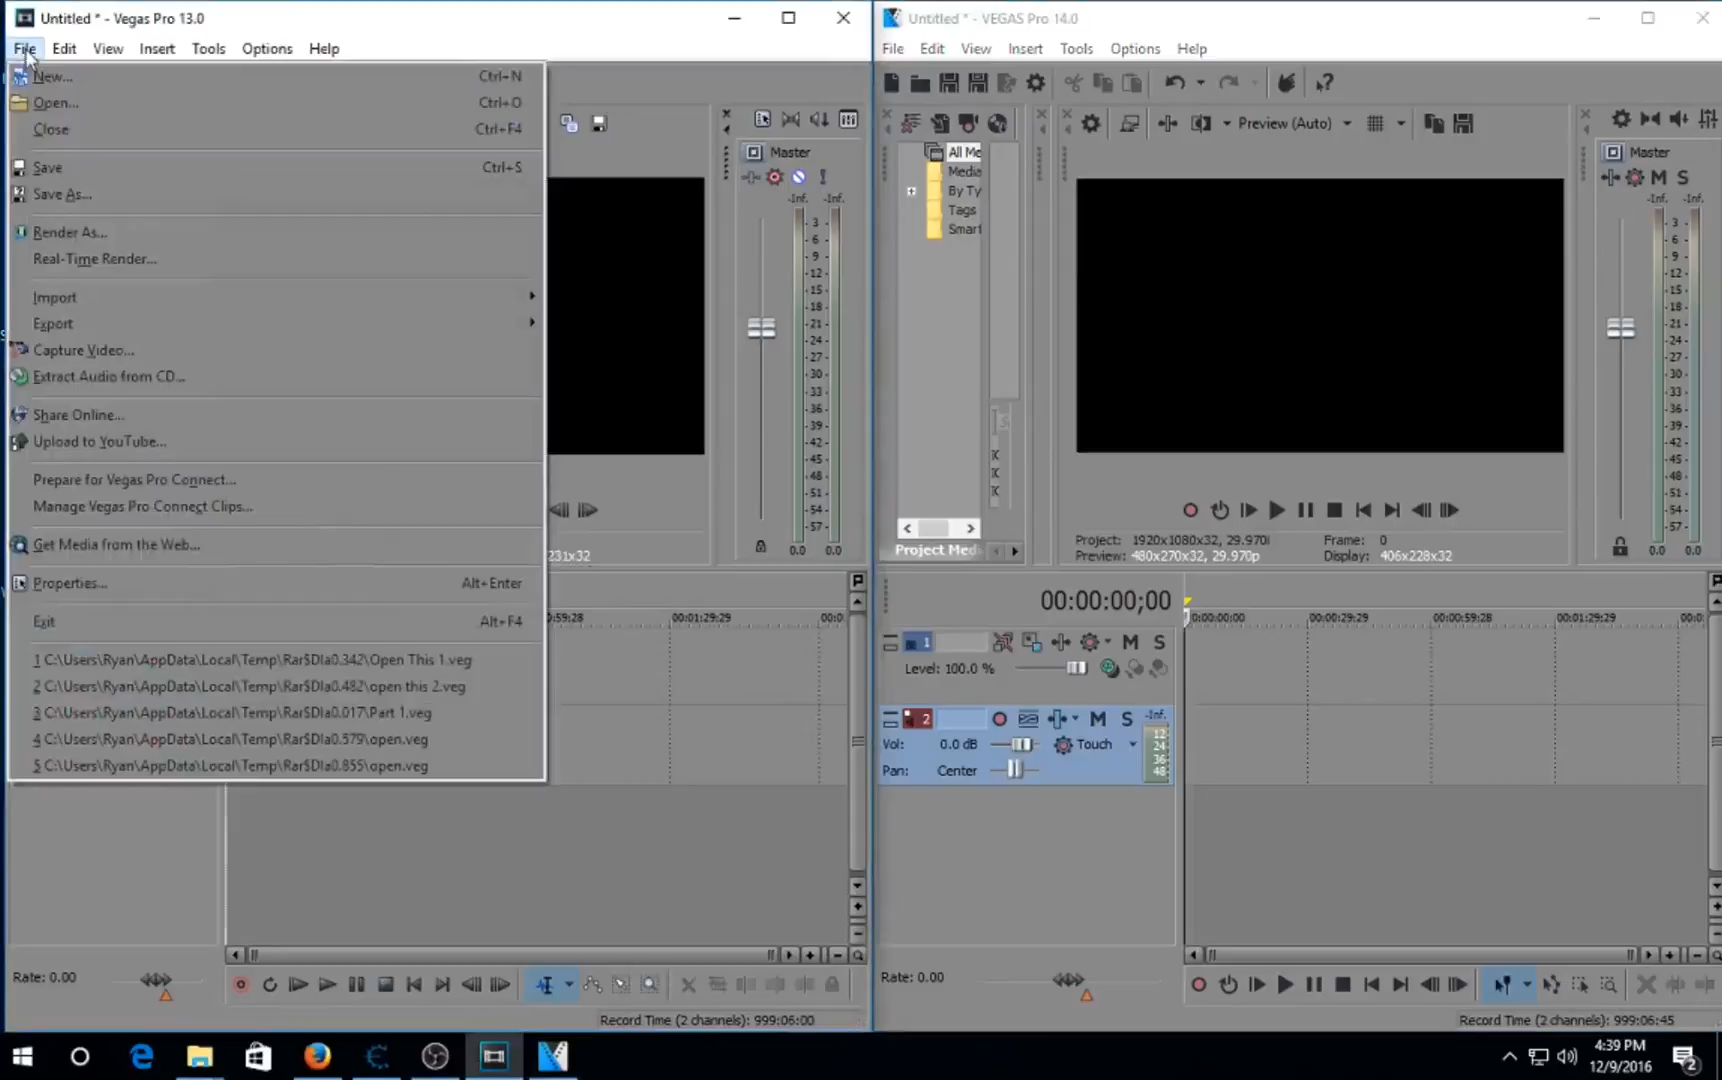 Untitled * - Vegas Pro 13.0
File Edit View Insert Tools Options Help
New... Ctrl+N
Open... Ctrl+O
Close Ctrl+F4
Save Ctrl+S
Save As...
Render As...
Real-Time Render...
Import
Export
Capture Video...
Extract Audio from CD...
Share Online...
Upload to YouTube...
Prepare for Vegas Pro Connect...
Manage Vegas Pro Connect Clips...
Get Media from the Web...
Properties... Alt+Enter
Exit Alt+F4
1 C:\Users\Ryan\AppData\Local\Temp\Rar$DIa0.342\Open This 1.veg
2 C:\Users\Ryan\AppData\Local\Temp\Rar$DIa0.482\open this 2.veg
3 C:\Users\Ryan\AppData\Local\Temp\Rar$DIa0.017\Part 1.veg
4 C:\Users\Ryan\AppData\Local\Temp\Rar$DIa0.579\open.veg
5 C:\Users\Ryan\AppData\Local\Temp\Rar$DIa0.855\open.veg
Master
-Inf. -Inf.
3
6
9
12
15
18
21
24
27
30
33
36
39
42
45
48
51
54
57
0.0 0.0
231x32
:59:28 00:01:29:29 00:0
Rate: 0.00
Record Time (2 channels): 999:06:00
Untitled * - VEGAS Pro 14.0
File Edit View Insert Tools Options Help
Preview (Auto)
All Me
Media
By Ty
Tags
Smart
Project Med
Master
M S
-Inf. -Inf.
3
6
9
12
15
18
21
24
27
30
33
36
39
42
45
48
51
54
57
0.0 0.0
Project: 1920x1080x32, 29.970i Frame: 0
Preview: 480x270x32, 29.970p Display: 406x228x32
00:00:00;00
0:00:00:00 00:00:29:29 00:00:59:28 00:01:29:29 00:0
1 M S
Level: 100.0 %
2 M S -Inf.
Vol: 0.0 dB Touch
Pan: Center
12
24
36
48
Rate: 0.00
Record Time (2 channels): 999:06:45
4:39 PM
12/9/2016
2